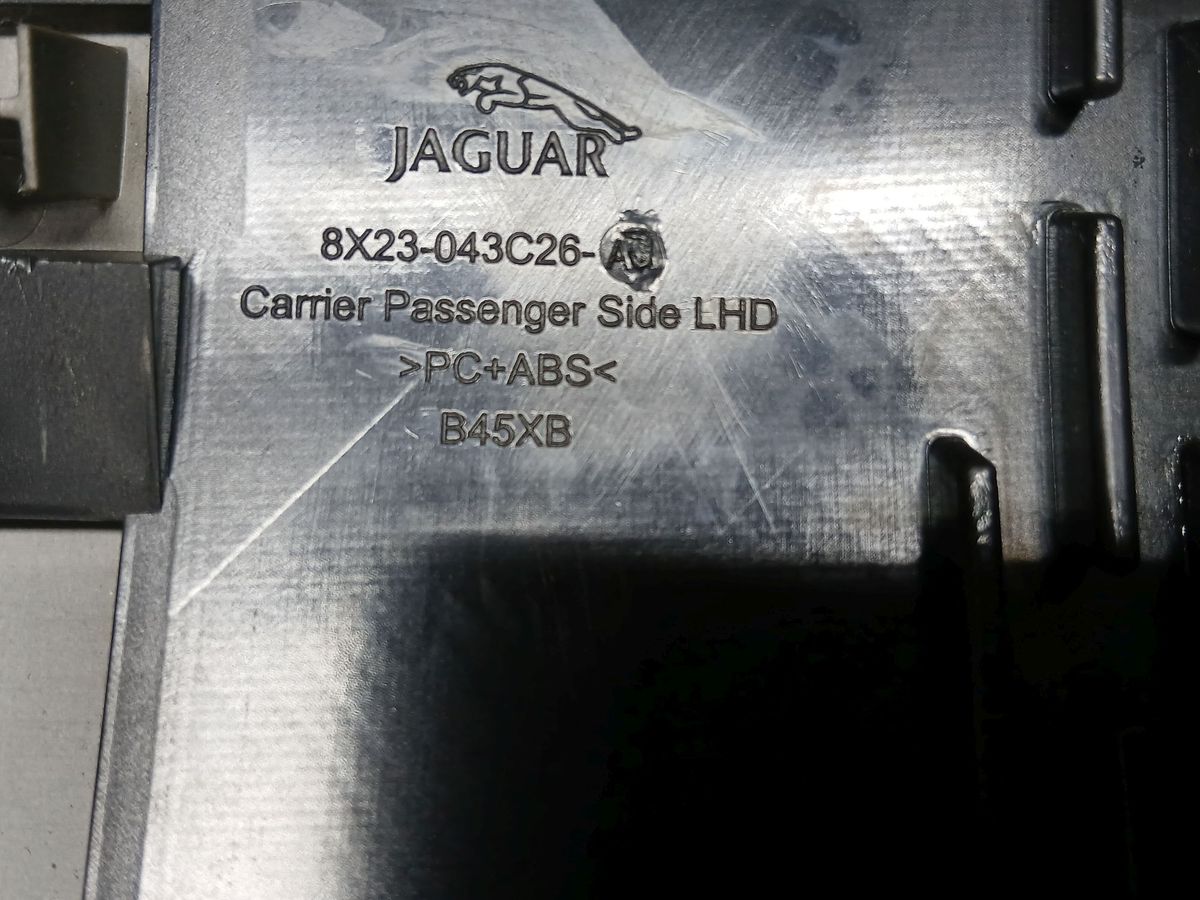 JAGUAR
8X23-043C26-
Carrier Passenger Side LHD
>PC+ABS<
B45XB